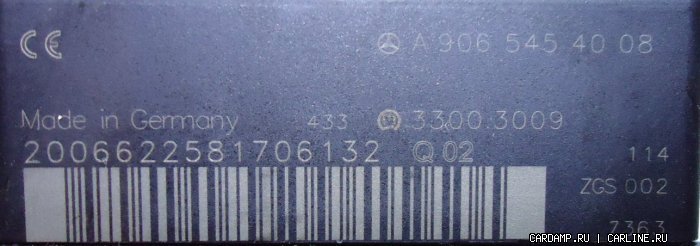 CE A 906 545 40 08
Made in Germany 433 3300.3009
2006622581706132 Q 02 114
ZGS 002
7363
CARDAMP.RU | CARLINE.RU